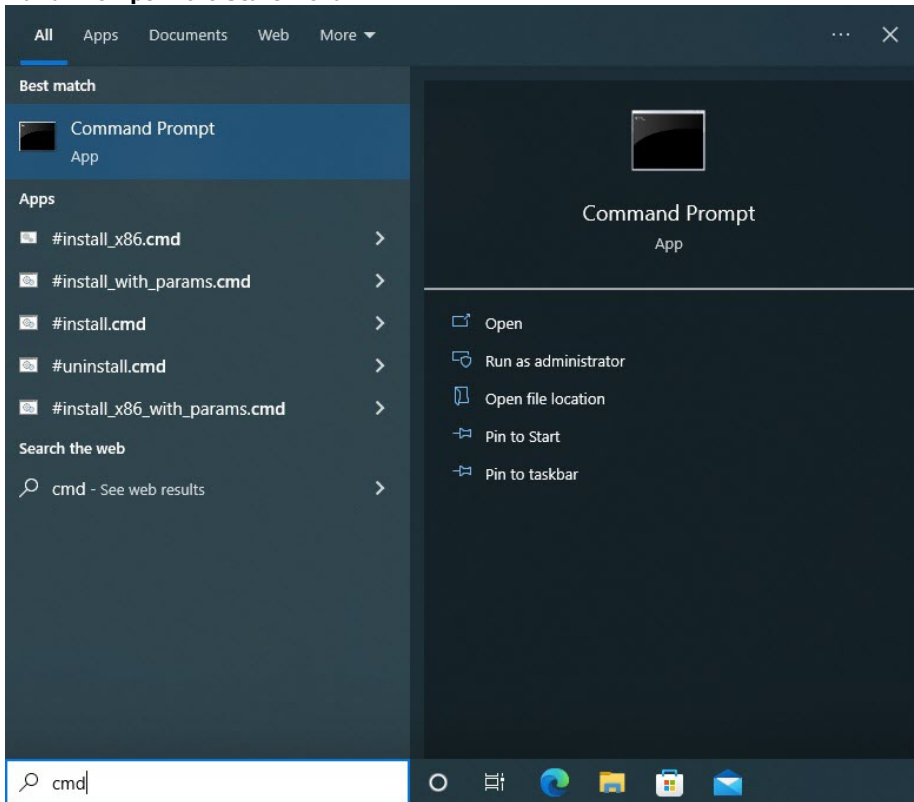 All Apps Documents Web More
Best match
Command Prompt
App
Apps
#install_x86.cmd
#install_with_params.cmd
#install.cmd
#uninstall.cmd
#install_x86_with_params.cmd
Search the web
cmd - See web results
Command Prompt
App
Open
Run as administrator
Open file location
Pin to Start
Pin to taskbar
cmd